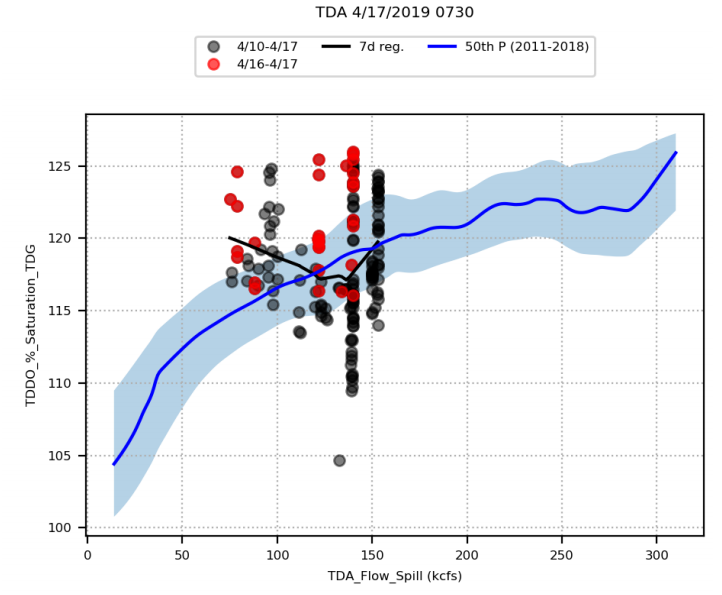 TDA 4/17/2019 0730
4/10-4/17 7d reg. 50th P (2011-2018)
4/16-4/17
125
120
115
110
105
100
TDDO_%_Saturation_TDG
0 50 100 150 200 250 300
TDA_Flow_Spill (kcfs)